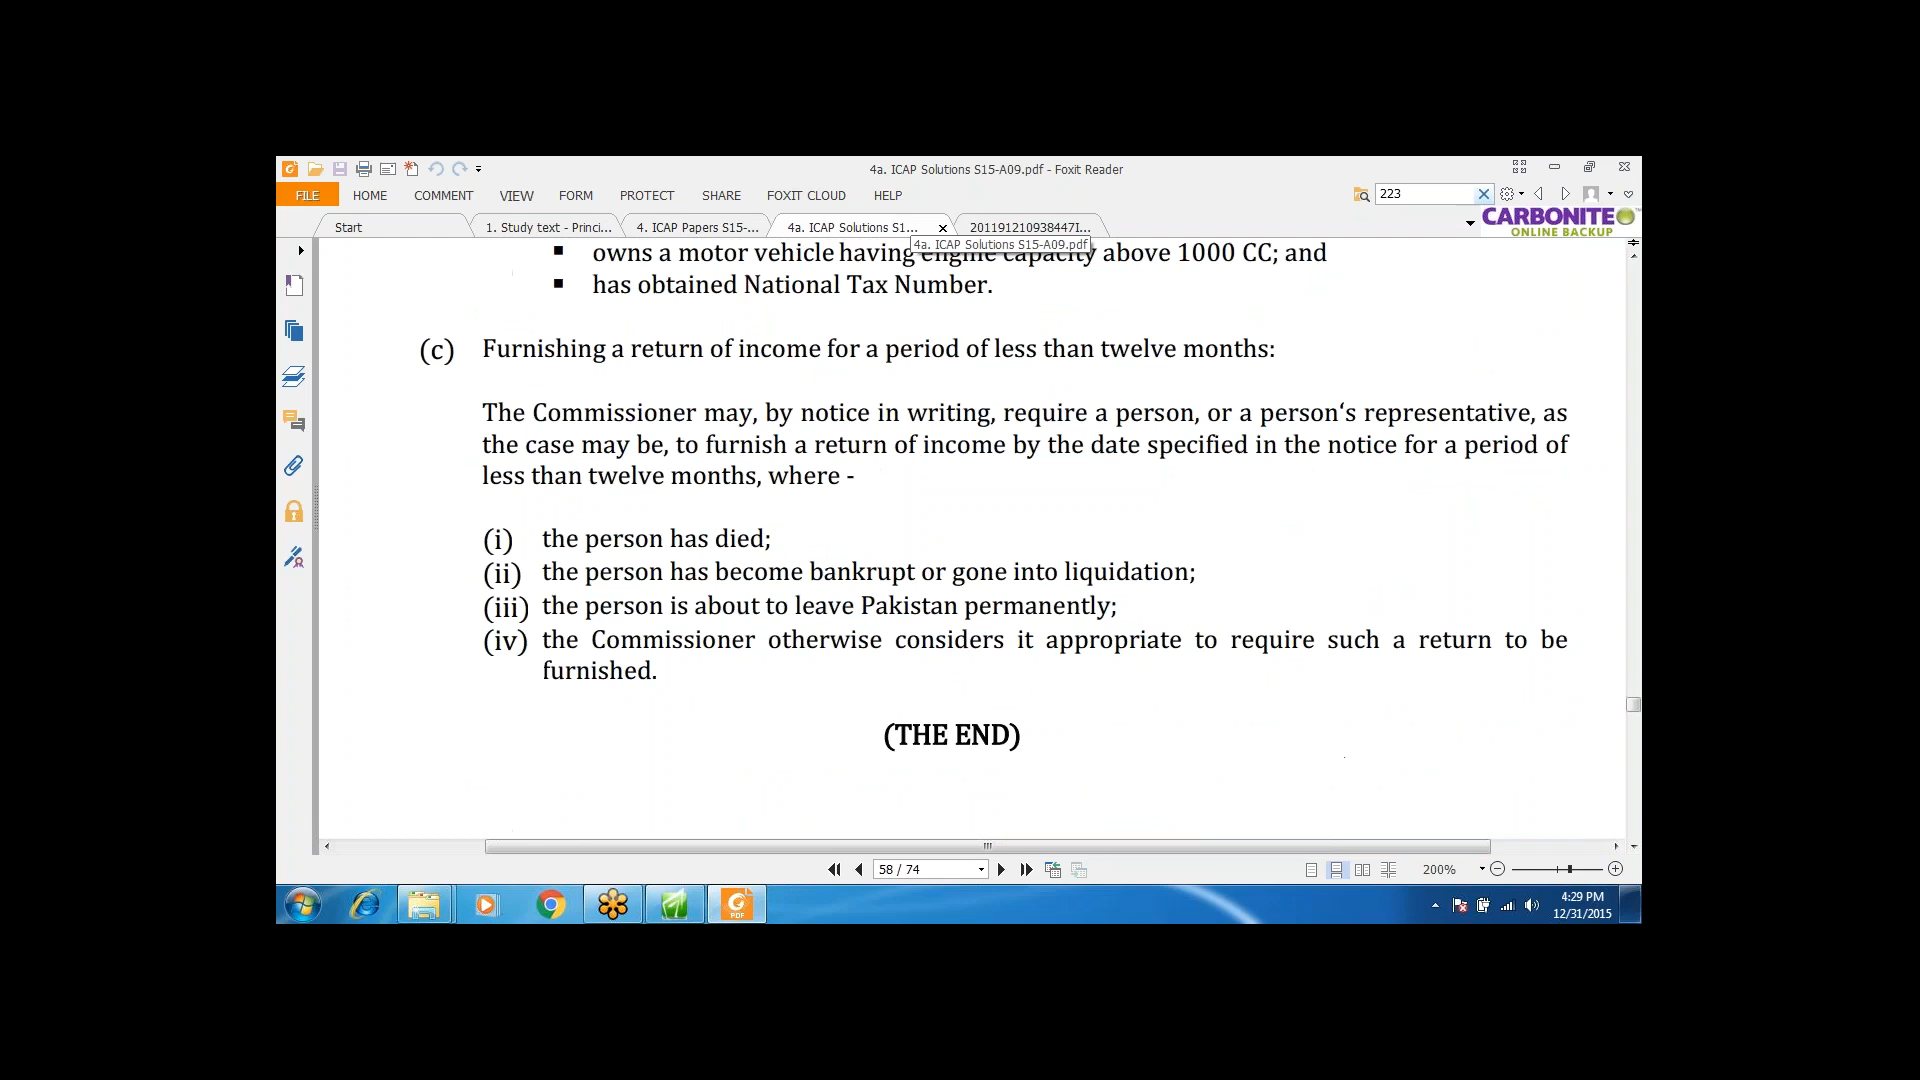 4a. ICAP Solutions S15-A09.pdf - Foxit Reader
FILE HOME COMMENT VIEW FORM PROTECT SHARE FOXIT CLOUD HELP
223
Start 1. Study text - Princi... 4. ICAP Papers S15-... 4a. ICAP Solutions S1... 201191210938447I...
CARBONITE
ONLINE BACKUP
4a. ICAP Solutions S15-A09.pdf
▪ owns a motor vehicle having engine capacity above 1000 CC; and
▪ has obtained National Tax Number.
(c) Furnishing a return of income for a period of less than twelve months:
The Commissioner may, by notice in writing, require a person, or a person‘s representative, as
the case may be, to furnish a return of income by the date specified in the notice for a period of
less than twelve months, where -
(i) the person has died;
(ii) the person has become bankrupt or gone into liquidation;
(iii) the person is about to leave Pakistan permanently;
(iv) the Commissioner otherwise considers it appropriate to require such a return to be
furnished.
(THE END)
58 / 74
200%
4:29 PM
12/31/2015